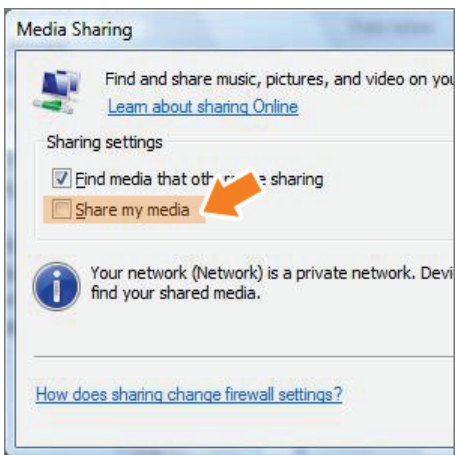 Media Sharing
Find and share music, pictures, and video on you
Learn about sharing Online
Sharing settings
Find media that sharing
Share my media
Your network (Network) is a private network. Devi
find your shared media.
How does sharing change firewall settings?